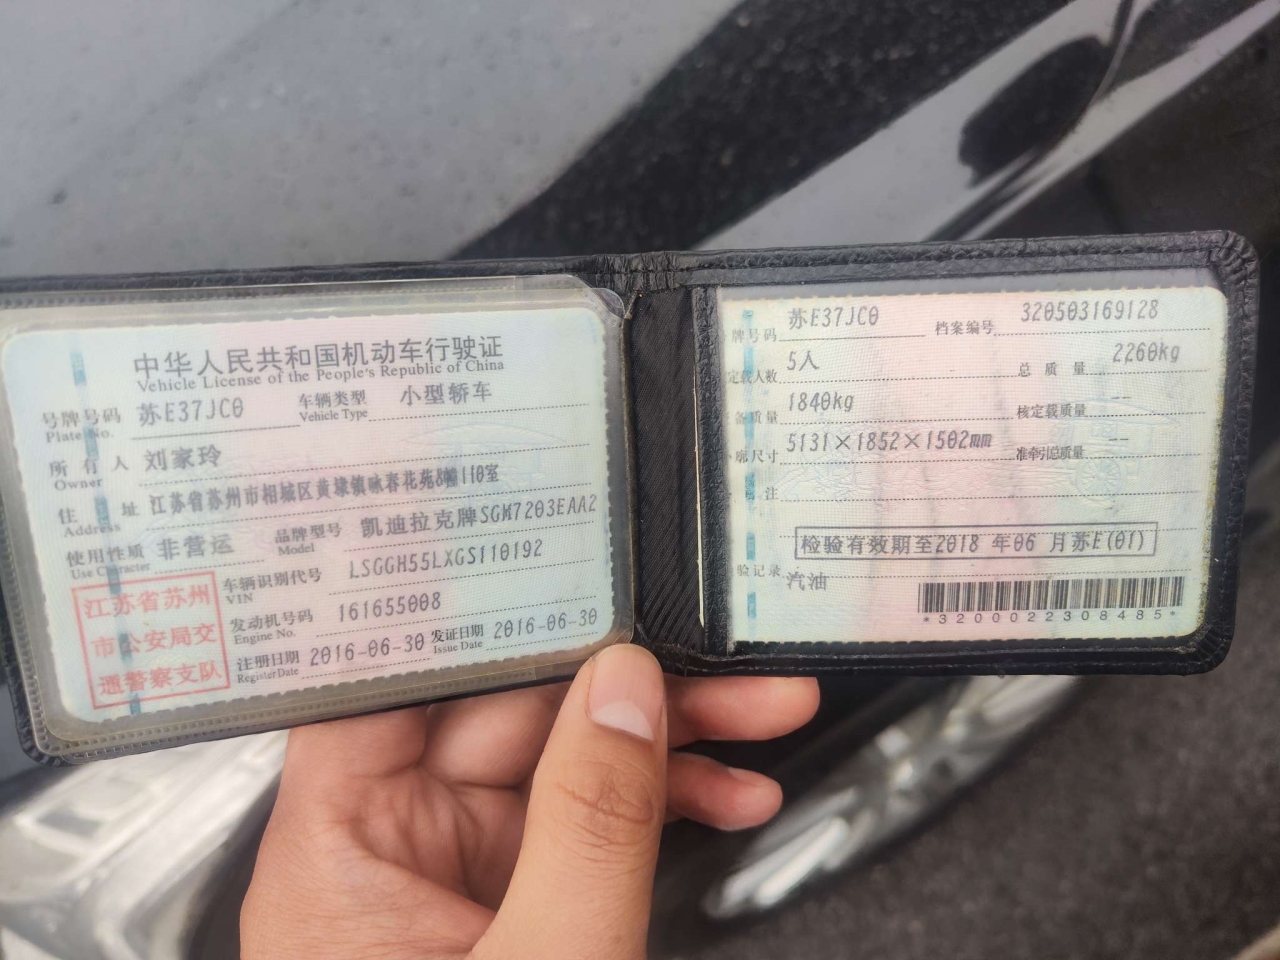 中华人民共和国机动车行驶证
Vehicle License of the People's Republic of China
号牌号码 苏E37JC0 车辆类型 小型轿车
Plate No. Vehicle Type
所有人 刘家玲
Owner
住址 江苏省苏州市相城区黄埭镇咏春花苑8幢110室
Address
使用性质 非营运 品牌型号 凯迪拉克牌SGM7203EAA2
Use Character Model
车辆识别代号 LSGGH55LXGS110192
VIN
发动机号码 161655008
Engine No.
注册日期 2016-06-30 发证日期 2016-06-30
Register Date Issue Date
江苏省苏州
市公安局交
通警察支队
牌号码 苏E37JC0 档案编号 320503169128
定载人数 5人 总质量 2260kg
备质量 1840kg 核定载质量 --
廓尺寸 5131×1852×1502mm 准牵引总质量 --
注
检验有效期至2018 年06 月苏E(01)
验记录 汽油
*3200022308485*